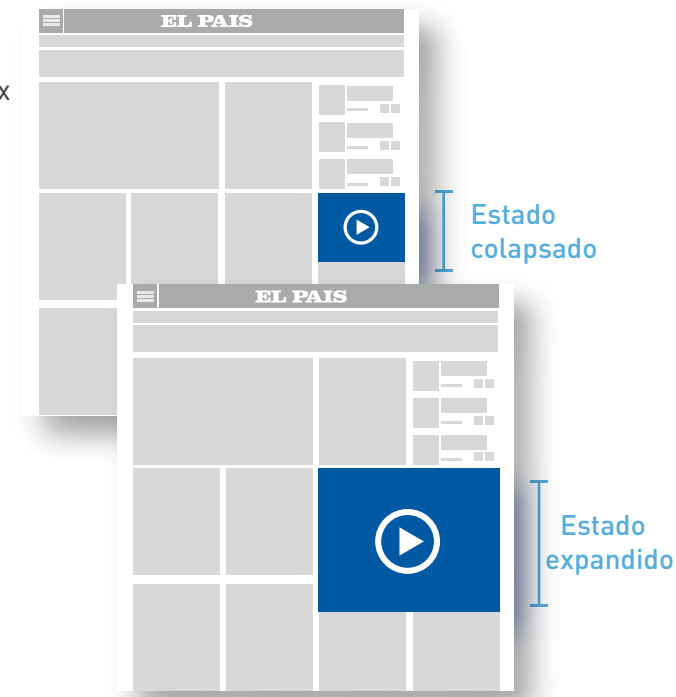 EL PAIS
x
Estado
colapsado
EL PAIS
Estado
expandido